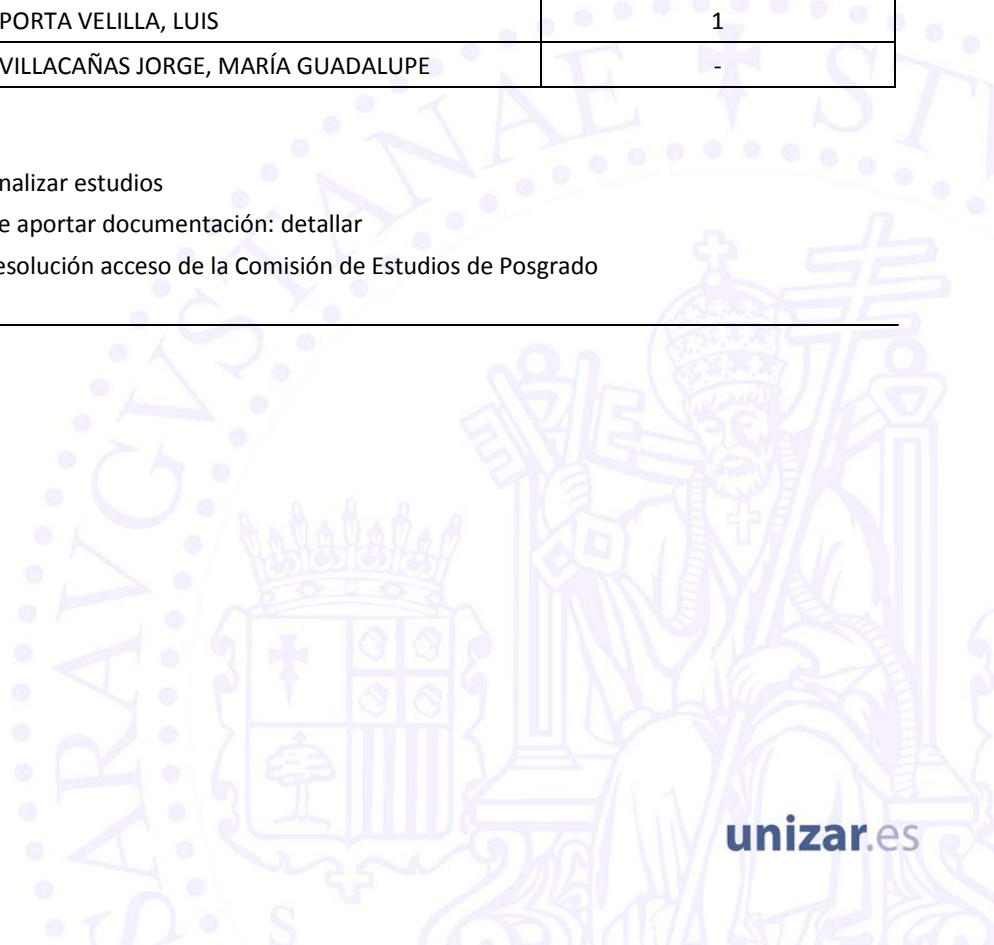 PORTA VELILLA, LUIS 1
VILLACAÑAS JORGE, MARÍA GUADALUPE -
nalizar estudios
e aportar documentación: detallar
esolución acceso de la Comisión de Estudios de Posgrado
unizar.es